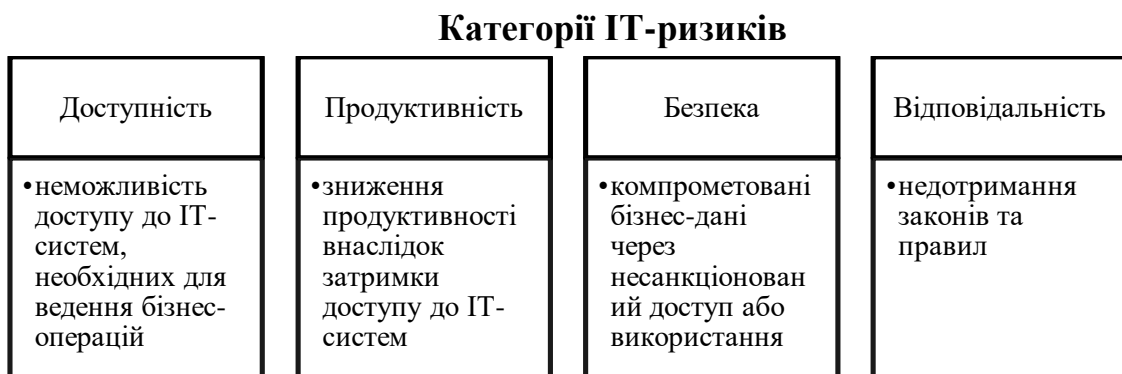 Категорії ІТ-ризиків
Доступність
•неможливість
доступу до ІТ-
систем,
необхідних для
ведення бізнес-
операцій
Продуктивність
•зниження
продуктивності
внаслідок
затримки
доступу до ІТ-
систем
Безпека
•компрометовані
бізнес-дані
через
несанкціонован
ий доступ або
використання
Відповідальність
•недотримання
законів та
правил